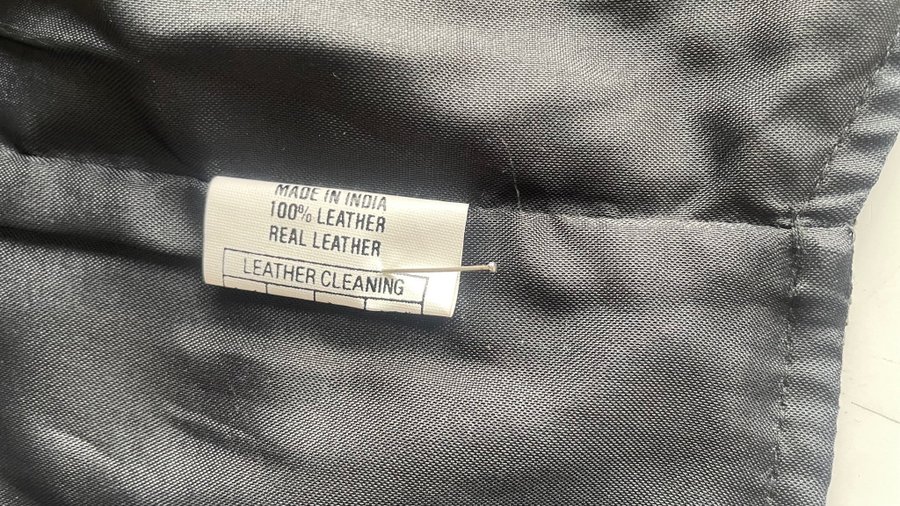 MADE IN INDIA
100% LEATHER
REAL LEATHER
LEATHER CLEANING